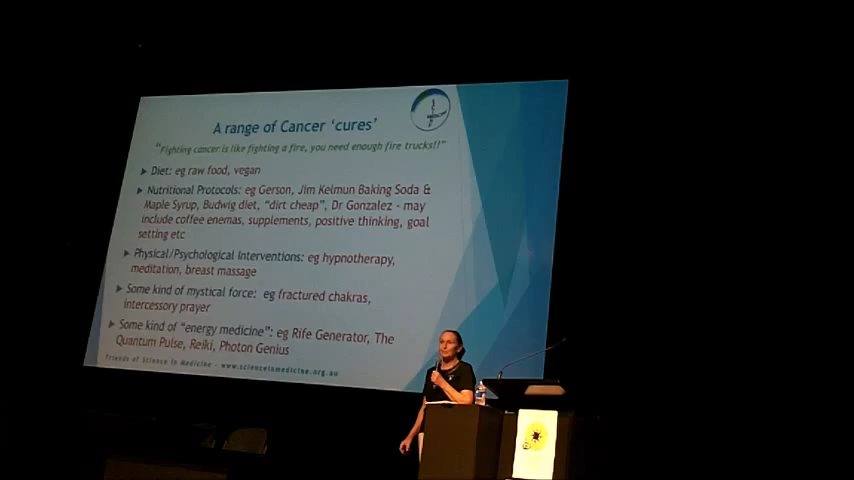 A range of Cancer 'cures'
"Fighting cancer is like fighting a fire, you need enough fire trucks!!"
Diet: eg raw food, vegan
Nutritional Protocols: eg Gerson, Jim Kelmun Baking Soda &
Maple Syrup, Budwig diet, "dirt cheap", Dr Gonzalez - may
include coffee enemas, supplements, positive thinking, goal
setting etc
Physical/Psychological Interventions: eg hypnotherapy,
meditation, breast massage
Some kind of mystical force: eg fractured chakras,
intercessory prayer
Some kind of "energy medicine": eg Rife Generator, The
Quantum Pulse, Reiki, Photon Genius
Friends of Science in Medicine - www.scienceinmedicine.org.au